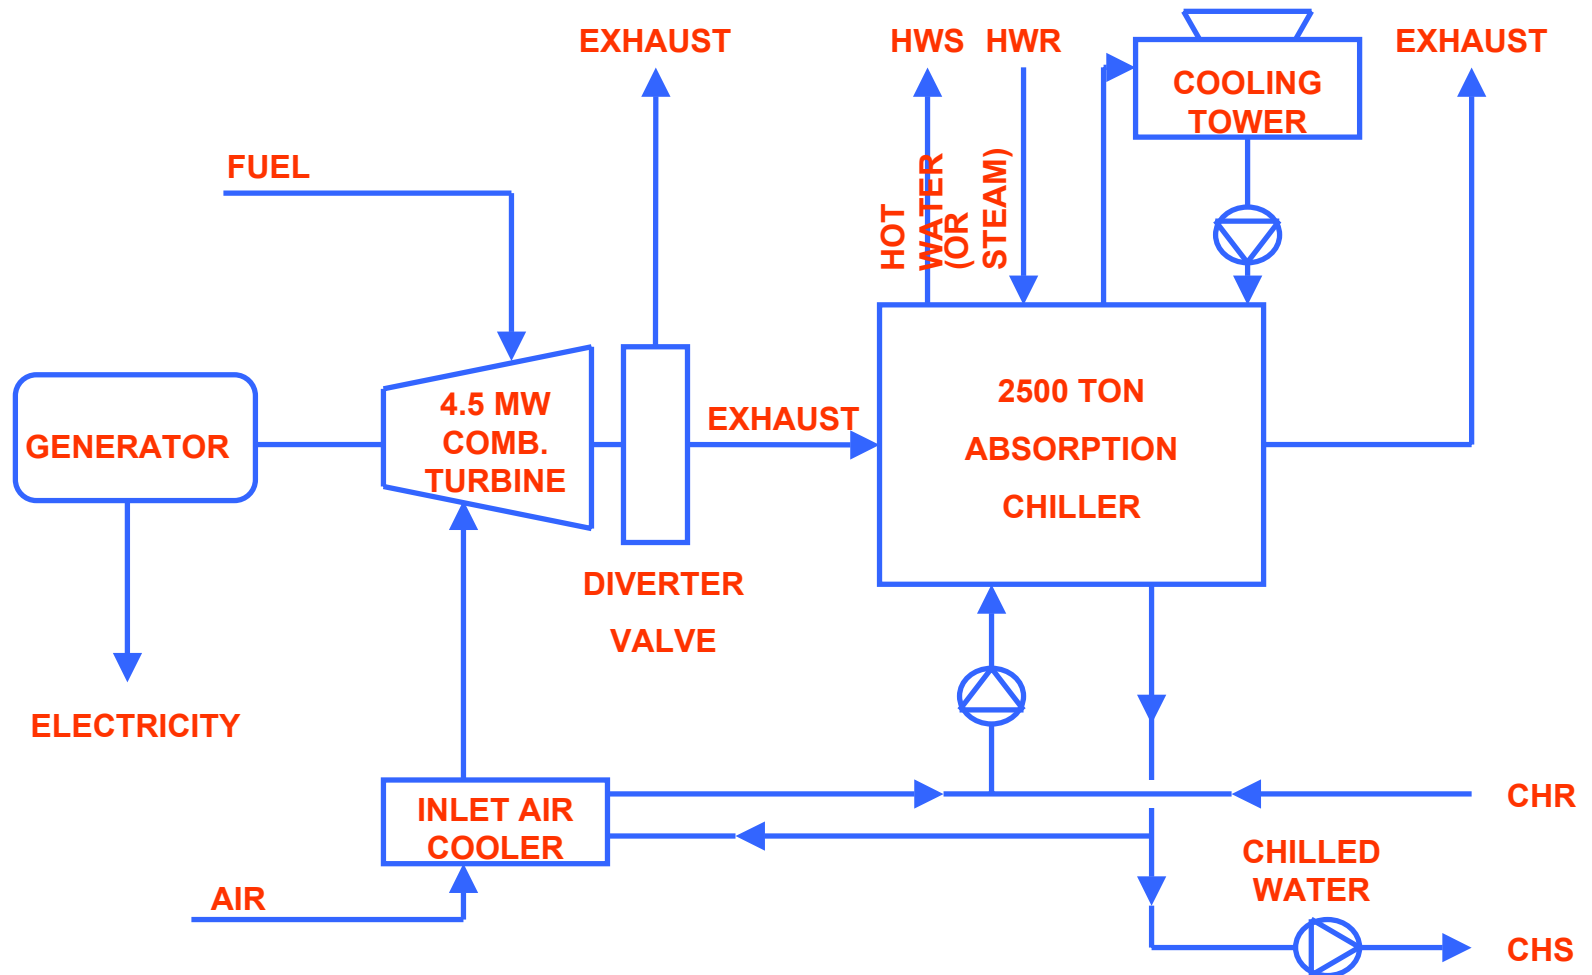 EXHAUST
HWS
HWR
EXHAUST
COOLING
TOWER
FUEL
HOT
WATER
(OR
STEAM)
4.5 MW
COMB.
TURBINE
GENERATOR
EXHAUST
2500 TON
ABSORPTION
CHILLER
DIVERTER
VALVE
ELECTRICITY
INLET AIR
COOLER
CHR
CHILLED
WATER
AIR
CHS